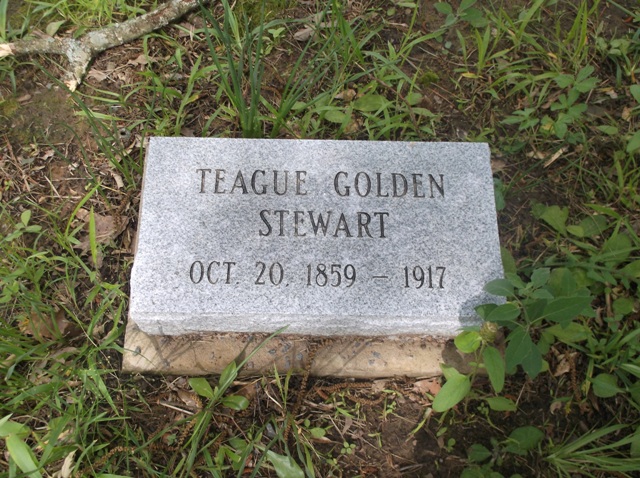 TEAGUE GOLDEN
STEWART
OCT. 20. 1859 – 1917